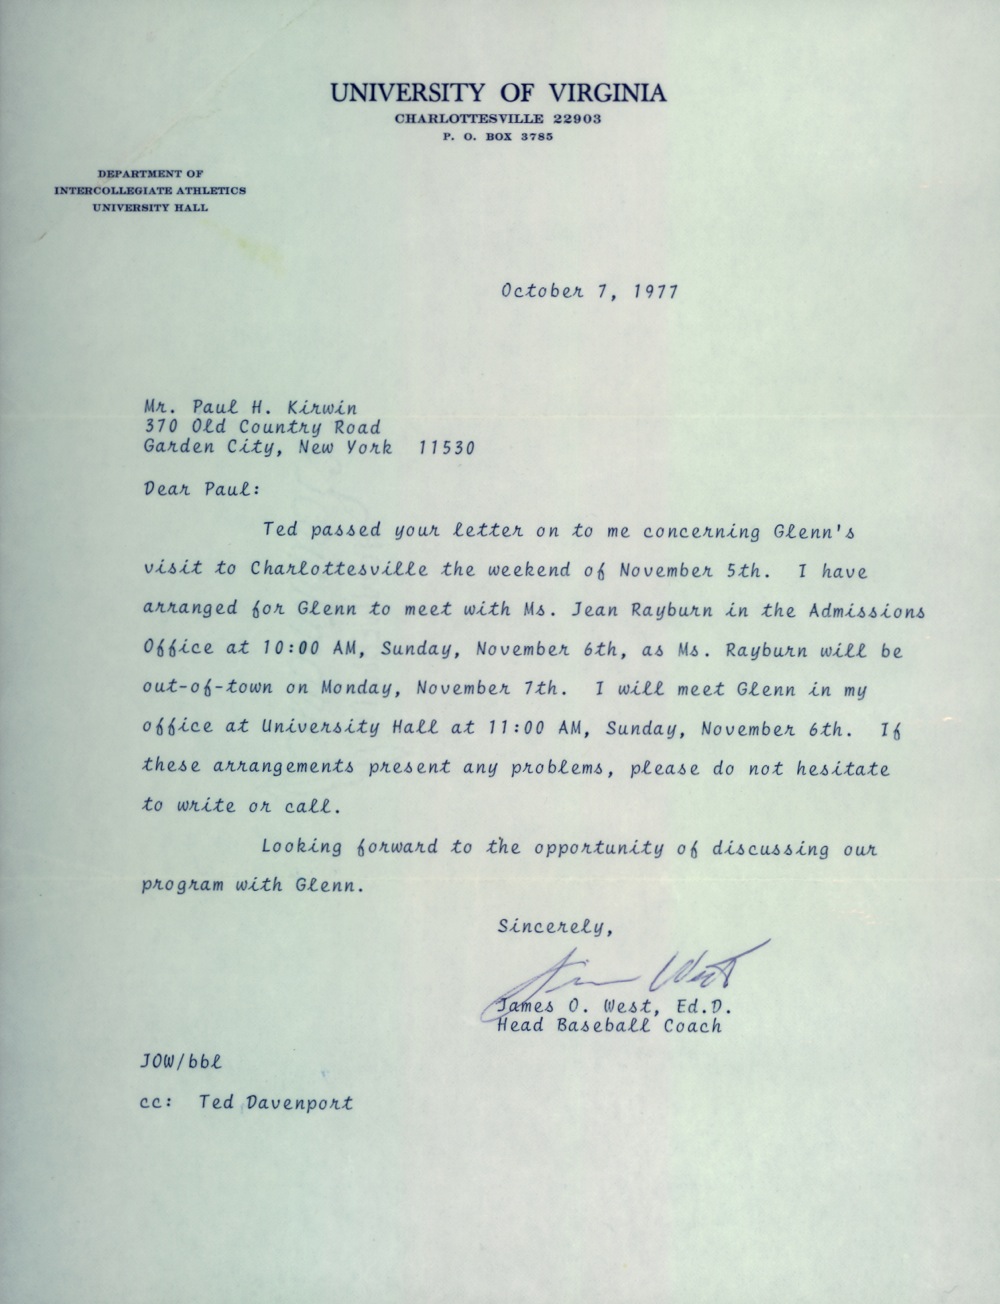 UNIVERSITY OF VIRGINIA
CHARLOTTESVILLE 22903
P. O. BOX 3785
DEPARTMENT OF
INTERCOLLEGIATE ATHLETICS
UNIVERSITY HALL
October 7, 1977
Mr. Paul H. Kirwin
370 Old Country Road
Garden City, New York 11530
Dear Paul:
Ted passed your letter on to me concerning Glenn's
visit to Charlottesville the weekend of November 5th. I have
arranged for Glenn to meet with Ms. Jean Rayburn in the Admissions
Office at 10:00 AM, Sunday, November 6th, as Ms. Rayburn will be
out-of-town on Monday, November 7th. I will meet Glenn in my
office at University Hall at 11:00 AM, Sunday, November 6th. If
these arrangements present any problems, please do not hesitate
to write or call.
Looking forward to the opportunity of discussing our
program with Glenn.
Sincerely,
Jim West
James O. West, Ed.D.
Head Baseball Coach
JOW/bbl
cc: Ted Davenport